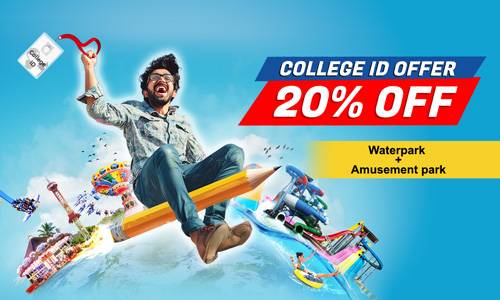 College
ID
COLLEGE ID OFFER
20% OFF
Waterpark
+
Amusement park